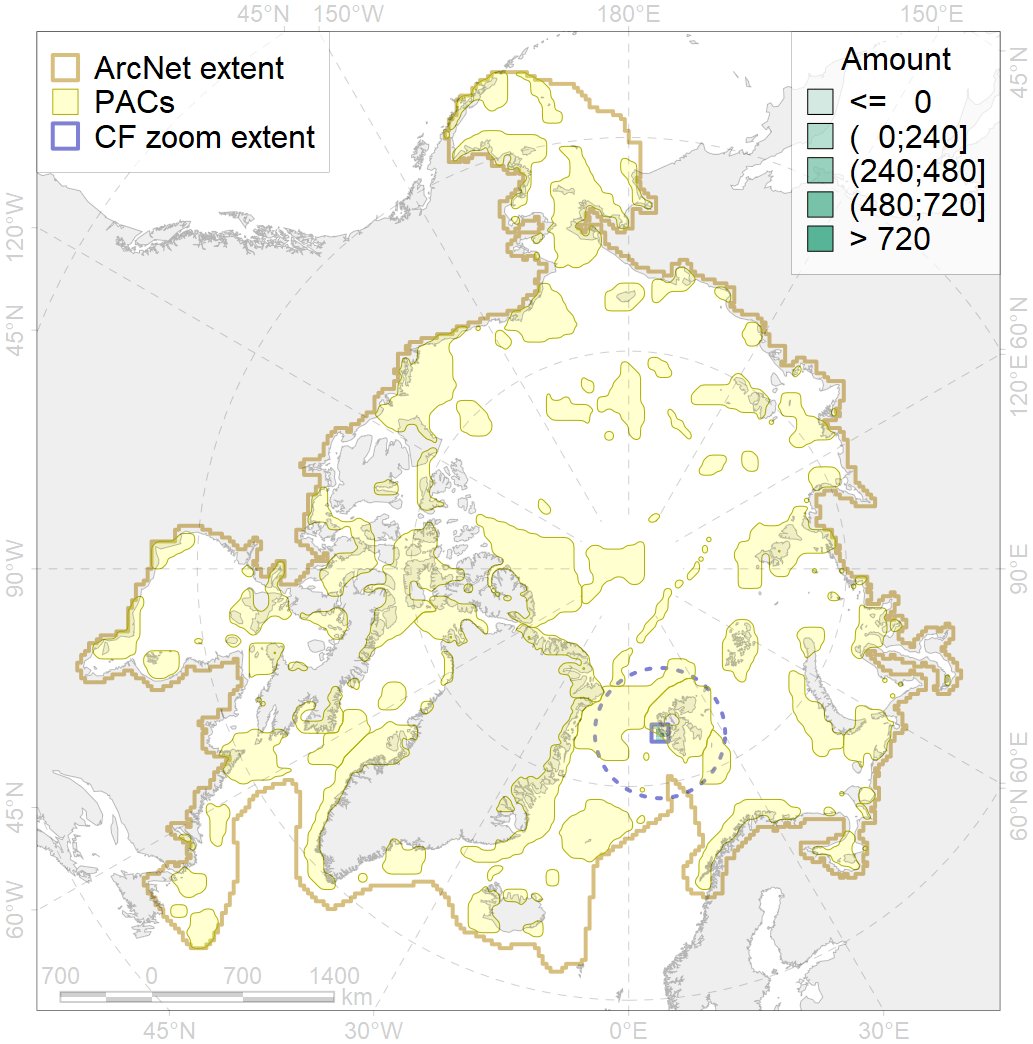 45°N 150°W 180°E 150°E
ArcNet extent
PACs
CF zoom extent
Amount
<= 0
( 0;240]
(240;480]
(480;720]
> 720
45°N
120°W
45°N
60°N
120°E
90°W
90°E
45°N
60°E
60°N
60°W
700 0 700 1400
km
45°N 30°W 0°E 30°E